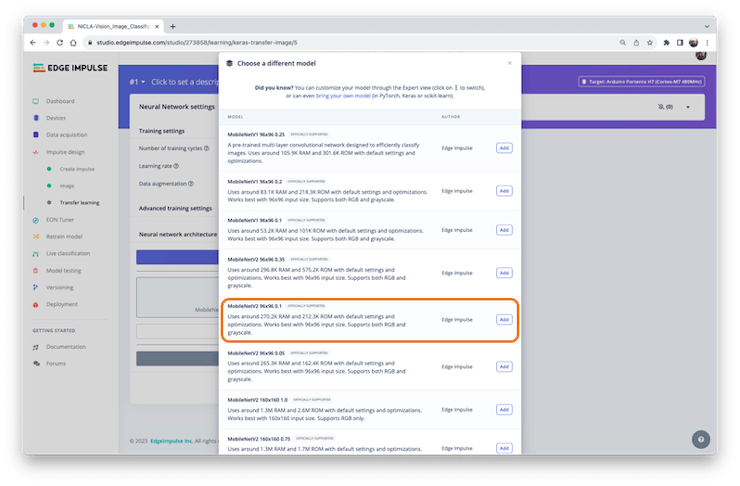 NICLA-Vision_Image_Classific
studio.edgeimpulse.com/studio/273858/learning/keras-transfer-image/5
EDGE IMPULSE
Dashboard
Devices
Data acquisition
Impulse design
Create impulse
Image
Transfer learning
EON Tuner
Retrain model
Live classification
Model testing
Versioning
Deployment
GETTING STARTED
Documentation
Forums
#1 Click to set a descrip
Target: Arduino Portenta H7 (Cortex-M7 480MHz)
Neural Network settings
Training settings
Number of training cycles
Learning rate
Data augmentation
Advanced training settings
Neural network architecture
MobileNe
(0)
© 2023 EdgeImpulse Inc. All rights
Choose a different model
×
Did you know? You can customize your model through the Expert view (click on ⋮ to switch),
or can even bring your own model (in PyTorch, Keras or scikit-learn).
MODEL AUTHOR
MobileNetV1 96x96 0.25 OFFICIALLY SUPPORTED
A pre-trained multi-layer convolutional network designed to efficiently classify
images. Uses around 105.9K RAM and 301.6K ROM with default settings and
optimizations.
Edge Impulse Add
MobileNetV1 96x96 0.2 OFFICIALLY SUPPORTED
Uses around 83.1K RAM and 218.3K ROM with default settings and optimizations.
Works best with 96x96 input size. Supports both RGB and grayscale.
Edge Impulse Add
MobileNetV1 96x96 0.1 OFFICIALLY SUPPORTED
Uses around 53.2K RAM and 101K ROM with default settings and optimizations.
Works best with 96x96 input size. Supports both RGB and grayscale.
Edge Impulse Add
MobileNetV2 96x96 0.35 OFFICIALLY SUPPORTED
Uses around 296.8K RAM and 575.2K ROM with default settings and
optimizations. Works best with 96x96 input size. Supports both RGB and
grayscale.
Edge Impulse Add
MobileNetV2 96x96 0.1 OFFICIALLY SUPPORTED
Uses around 270.2K RAM and 212.3K ROM with default settings and
optimizations. Works best with 96x96 input size. Supports both RGB and
grayscale.
Edge Impulse Add
MobileNetV2 96x96 0.05 OFFICIALLY SUPPORTED
Uses around 265.3K RAM and 162.4K ROM with default settings and
optimizations. Works best with 96x96 input size. Supports both RGB and
grayscale.
Edge Impulse Add
MobileNetV2 160x160 1.0 OFFICIALLY SUPPORTED
Uses around 1.3M RAM and 2.6M ROM with default settings and optimizations.
Works best with 160x160 input size. Supports RGB only.
Edge Impulse Add
MobileNetV2 160x160 0.75 OFFICIALLY SUPPORTED
Uses around 1.3M RAM and 1.7M ROM with default settings and optimizations.
Edge Impulse Add